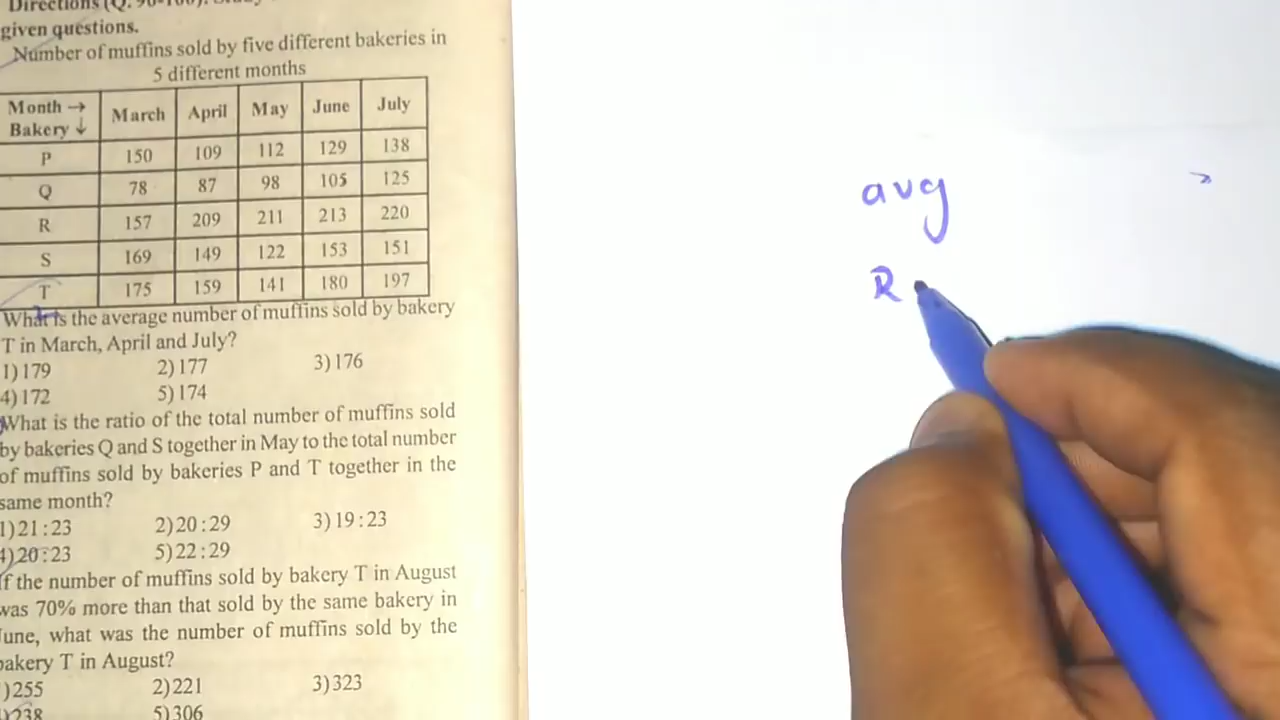 Directions (Q.
given questions.
Number of muffins sold by five different bakeries in
5 different months
Month → March April May June July
Bakery ↓
P 150 109 112 129 138
Q 78 87 98 105 125
R 157 209 211 213 220
S 169 149 122 153 151
T 175 159 141 180 197
What is the average number of muffins sold by bakery
T in March, April and July?
1) 179 2) 177 3) 176
4) 172 5) 174
What is the ratio of the total number of muffins sold
by bakeries Q and S together in May to the total number
of muffins sold by bakeries P and T together in the
same month?
1) 21 : 23 2) 20 : 29 3) 19 : 23
4) 20 : 23 5) 22 : 29
If the number of muffins sold by bakery T in August
was 70% more than that sold by the same bakery in
June, what was the number of muffins sold by the
bakery T in August?
) 255 2) 221 3) 323
) 238 5) 306
avg
R